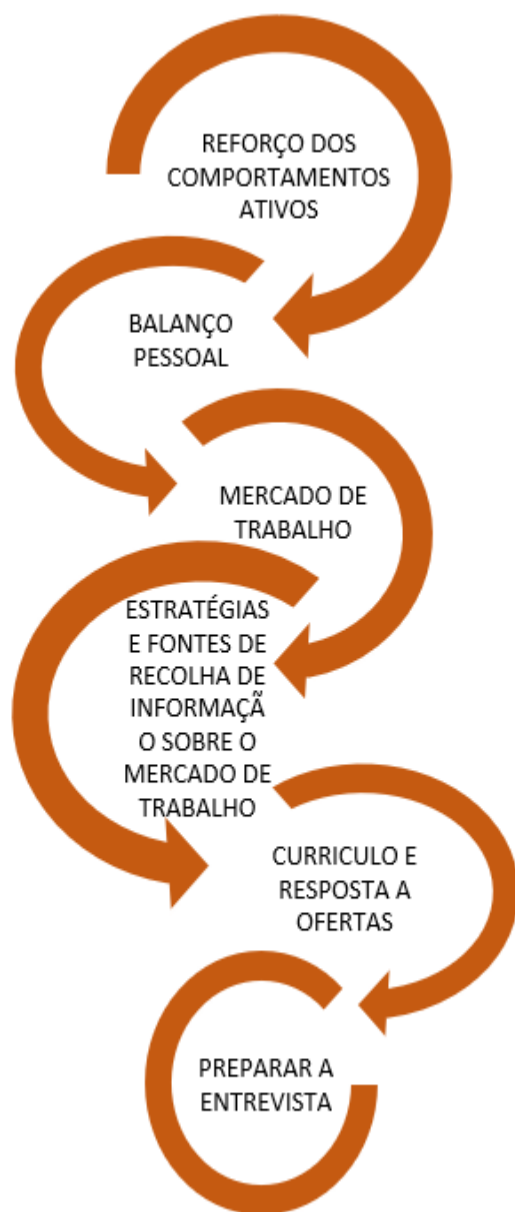 REFORÇO DOS
COMPORTAMENTOS
ATIVOS
BALANÇO
PESSOAL
MERCADO DE
TRABALHO
ESTRATÉGIAS
E FONTES DE
RECOLHA DE
INFORMAÇÃ
O SOBRE O
MERCADO DE
TRABALHO
CURRICULO E
RESPOSTA A
OFERTAS
PREPARAR A
ENTREVISTA